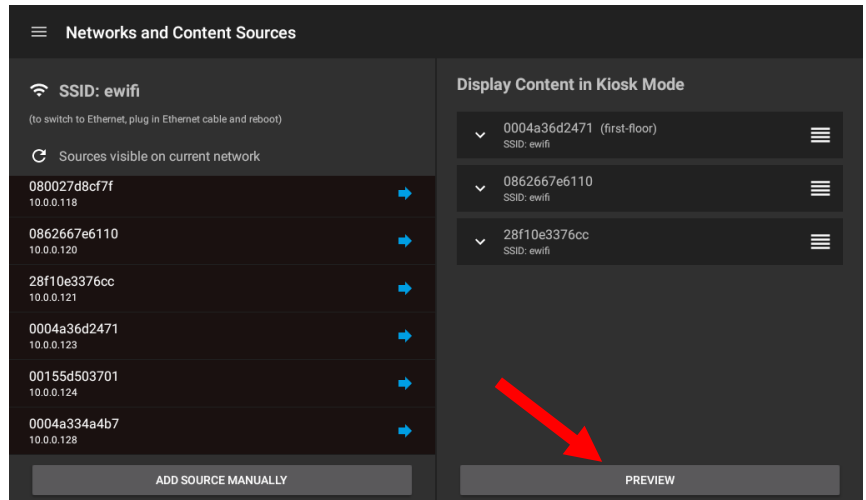 Networks and Content Sources
SSID: ewifi
(to switch to Ethernet, plug in Ethernet cable and reboot)
Sources visible on current network
080027d8cf7f
10.0.0.118
0862667e6110
10.0.0.120
28f10e3376cc
10.0.0.121
0004a36d2471
10.0.0.123
00155d503701
10.0.0.124
0004a334a4b7
10.0.0.128
ADD SOURCE MANUALLY
Display Content in Kiosk Mode
0004a36d2471 (first-floor)
SSID: ewifi
0862667e6110
SSID: ewifi
28f10e3376cc
SSID: ewifi
PREVIEW